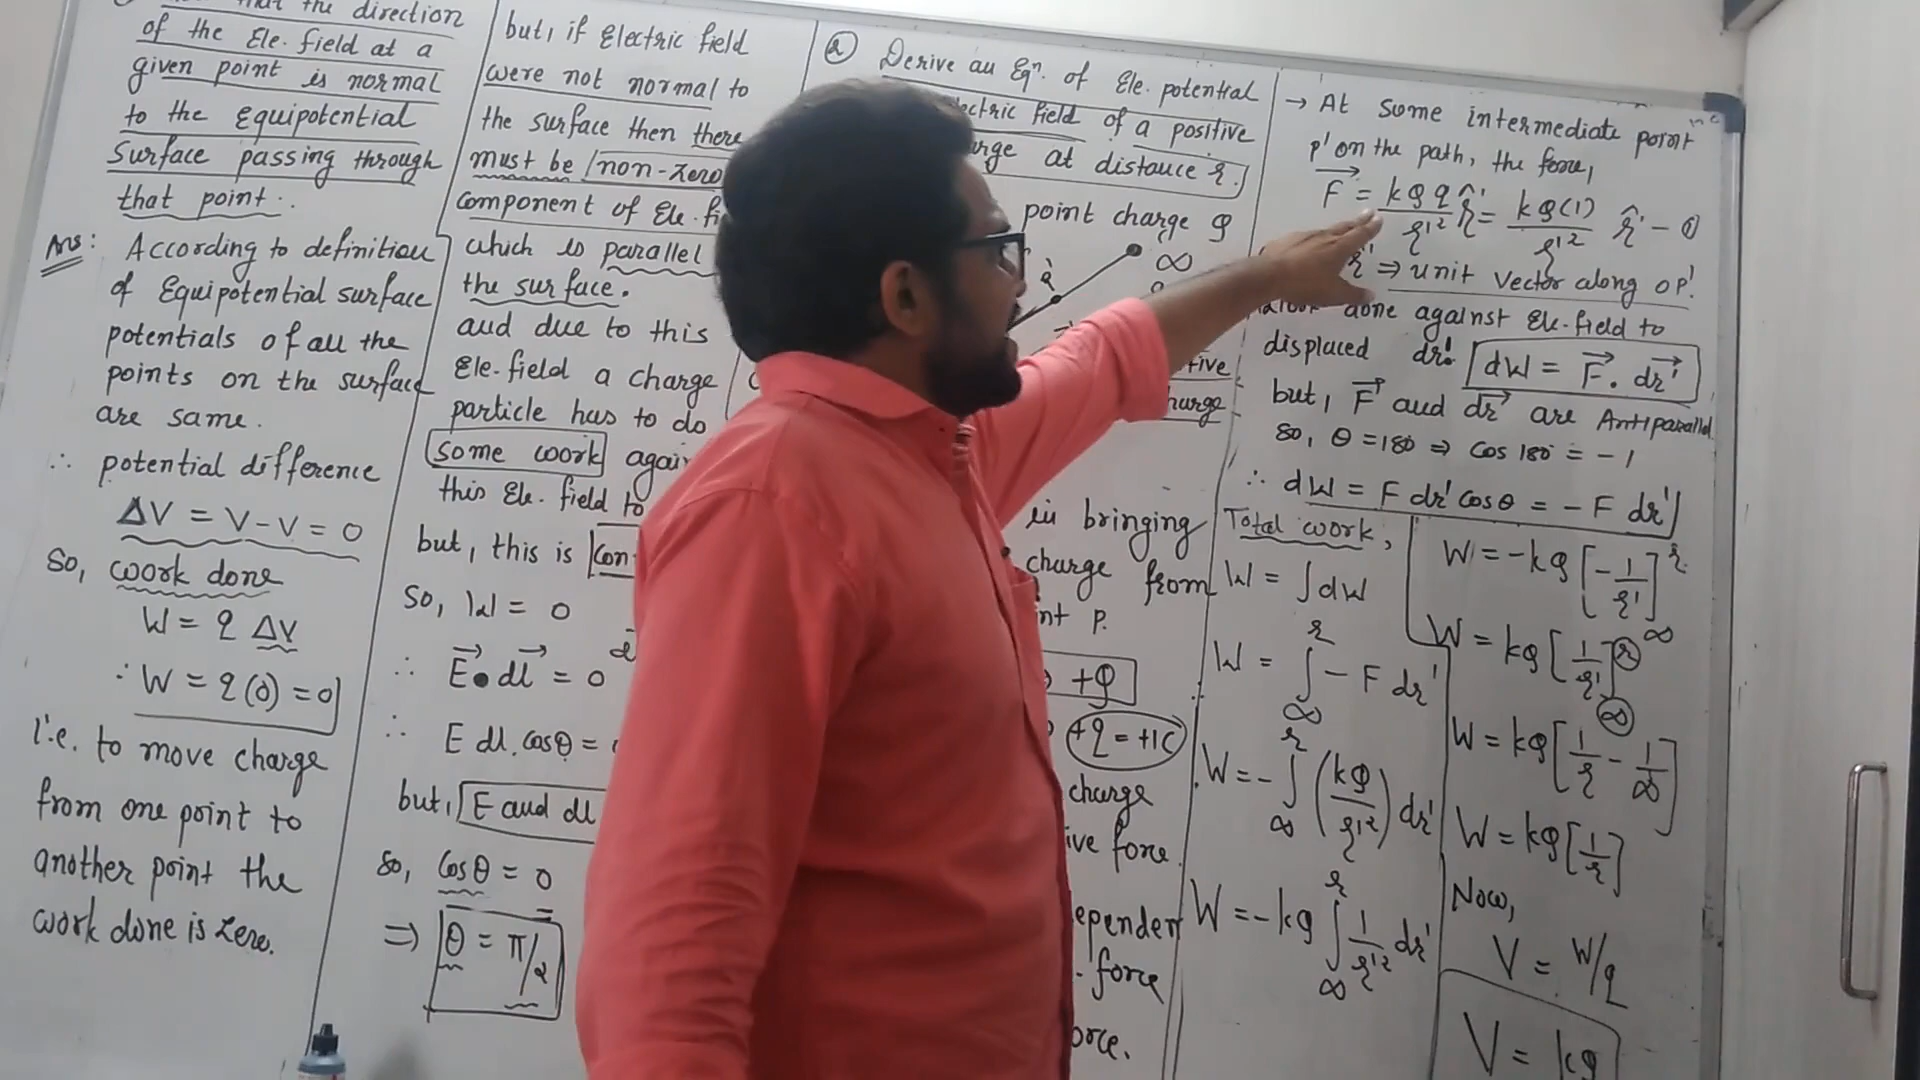 that the direction
of the Ele. field at a
given point is normal
to the Equipotential
Surface passing through
that point.
Ans: According to definition
of Equipotential surface
potentials of all the
points on the surface
are same.
∴ potential difference
ΔV = V-V = 0
So, work done
W = q ΔV
∴ W = q(0) = 0
i.e. to move charge
from one point to
another point the
work done is zero.
but, if Electric field
were not normal to
the surface then there
must be non-zero
component of Ele.
which is parallel
the surface.
and due to this
Ele. field a charge
particle has to do
some work
this Ele. field to
but, this is
So, W = 0
∴ E⃗ • dl⃗ = 0
∴ E dl. cosθ =
but, E and dl
So, cosθ = 0
⇒ θ = π/2
② Derive an Eqn. of Ele. potential
Field of a positive
at distance r.
point charge Q
∞
in bringing
charge from
P.
+Q
+q = +1C
charge
force.
force
→ At some intermediate point
p' on the path, the force,
F⃗ = kQq/r'² r̂' = kQ(1)/r'² r̂' - ①
r̂' ⇒ unit vector along OP'.
done against Ele. field to
displaced dr'. dW = F⃗ . dr⃗'
but, F⃗ and dr⃗ are Antiparallel
so, θ = 180° ⇒ Cos 180° = -1
∴ dW = F dr' cosθ = - F dr'
Total work,
W = ∫dW
W = ∫∞^r - F dr'
W = - ∫∞^r (kQ/r'²) dr'
W = -kQ ∫∞^r 1/r'² dr'
W = -kQ [-1/r']∞^r
W = kQ [1/r']∞^r
W = kQ [1/r - 1/∞]
W = kQ [1/r]
Now,
V = W/q
V = kQ